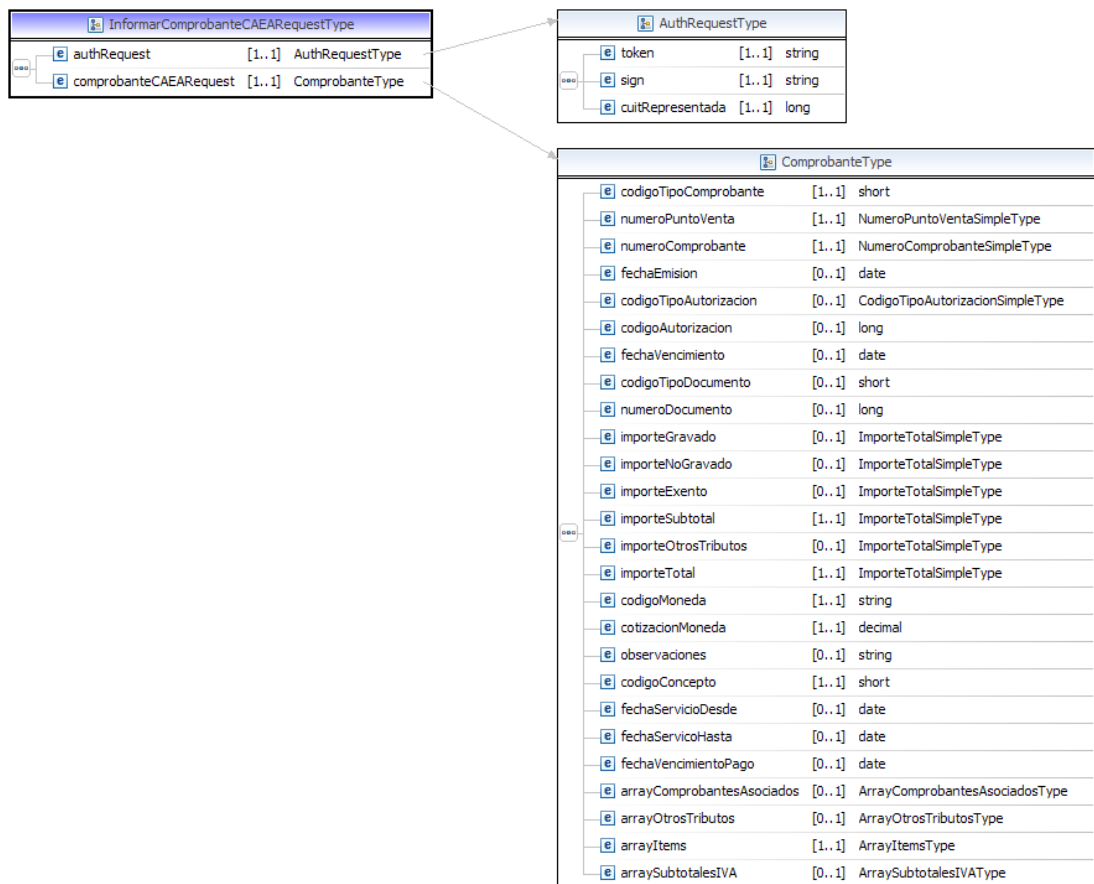 InformarComprobanteCAEARequestType
authRequest [1..1] AuthRequestType
comprobanteCAEARequest [1..1] ComprobanteType
AuthRequestType
token [1..1] string
sign [1..1] string
cuitRepresentada [1..1] long
ComprobanteType
codigoTipoComprobante [1..1] short
numeroPuntoVenta [1..1] NumeroPuntoVentaSimpleType
numeroComprobante [1..1] NumeroComprobanteSimpleType
fechaEmision [0..1] date
codigoTipoAutorizacion [0..1] CodigoTipoAutorizacionSimpleType
codigoAutorizacion [0..1] long
fechaVencimiento [0..1] date
codigoTipoDocumento [0..1] short
numeroDocumento [0..1] long
importeGravado [0..1] ImporteTotalSimpleType
importeNoGravado [0..1] ImporteTotalSimpleType
importeExento [0..1] ImporteTotalSimpleType
importeSubtotal [1..1] ImporteTotalSimpleType
importeOtrosTributos [0..1] ImporteTotalSimpleType
importeTotal [1..1] ImporteTotalSimpleType
codigoMoneda [1..1] string
cotizacionMoneda [1..1] decimal
observaciones [0..1] string
codigoConcepto [1..1] short
fechaServicioDesde [0..1] date
fechaServicoHasta [0..1] date
fechaVencimientoPago [0..1] date
arrayComprobantesAsociados [0..1] ArrayComprobantesAsociadosType
arrayOtrosTributos [0..1] ArrayOtrosTributosType
arrayItems [1..1] ArrayItemsType
arraySubtotalesIVA [0..1] ArraySubtotalesIVAType